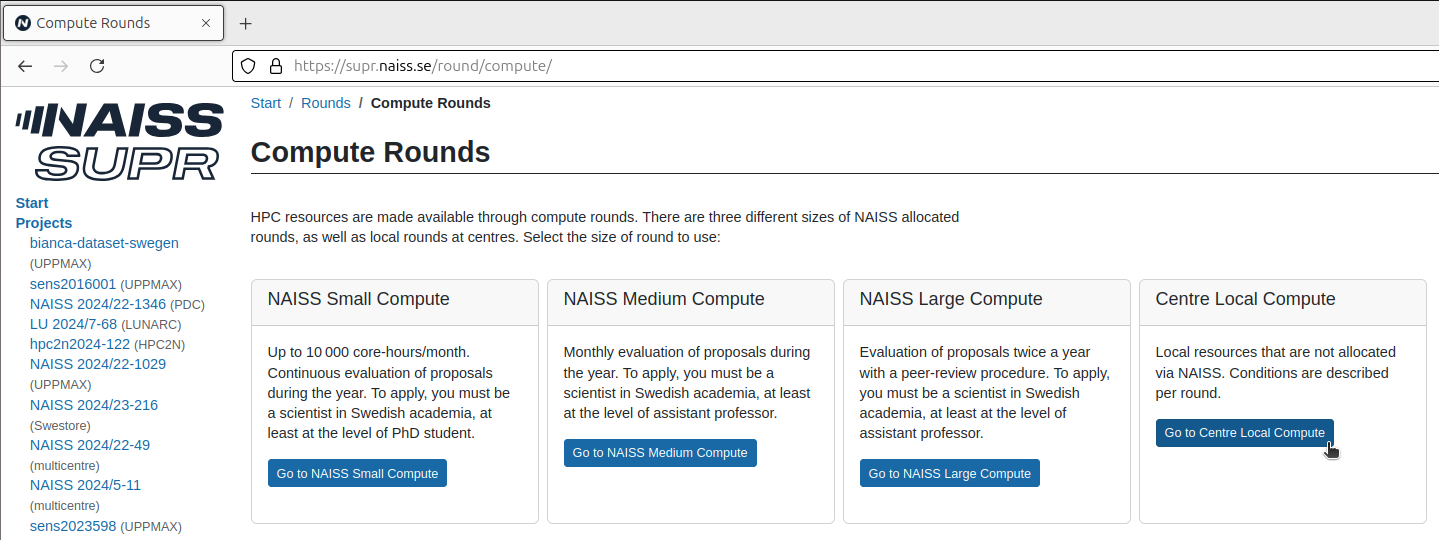 Compute Rounds
https://supr.naiss.se/round/compute/
NAISS
SUPR
Start
Projects
bianca-dataset-swegen
(UPPMAX)
sens2016001 (UPPMAX)
NAISS 2024/22-1346 (PDC)
LU 2024/7-68 (LUNARC)
hpc2n2024-122 (HPC2N)
NAISS 2024/22-1029
(UPPMAX)
NAISS 2024/23-216
(Swestore)
NAISS 2024/22-49
(multicentre)
NAISS 2024/5-11
(multicentre)
sens2023598 (UPPMAX)
Start / Rounds / Compute Rounds
Compute Rounds
HPC resources are made available through compute rounds. There are three different sizes of NAISS allocated
rounds, as well as local rounds at centres. Select the size of round to use:
NAISS Small Compute
Up to 10 000 core-hours/month.
Continuous evaluation of proposals
during the year. To apply, you must be
a scientist in Swedish academia, at
least at the level of PhD student.
Go to NAISS Small Compute
NAISS Medium Compute
Monthly evaluation of proposals during
the year. To apply, you must be a
scientist in Swedish academia, at least
at the level of assistant professor.
Go to NAISS Medium Compute
NAISS Large Compute
Evaluation of proposals twice a year
with a peer-review procedure. To apply,
you must be a scientist in Swedish
academia, at least at the level of
assistant professor.
Go to NAISS Large Compute
Centre Local Compute
Local resources that are not allocated
via NAISS. Conditions are described
per round.
Go to Centre Local Compute